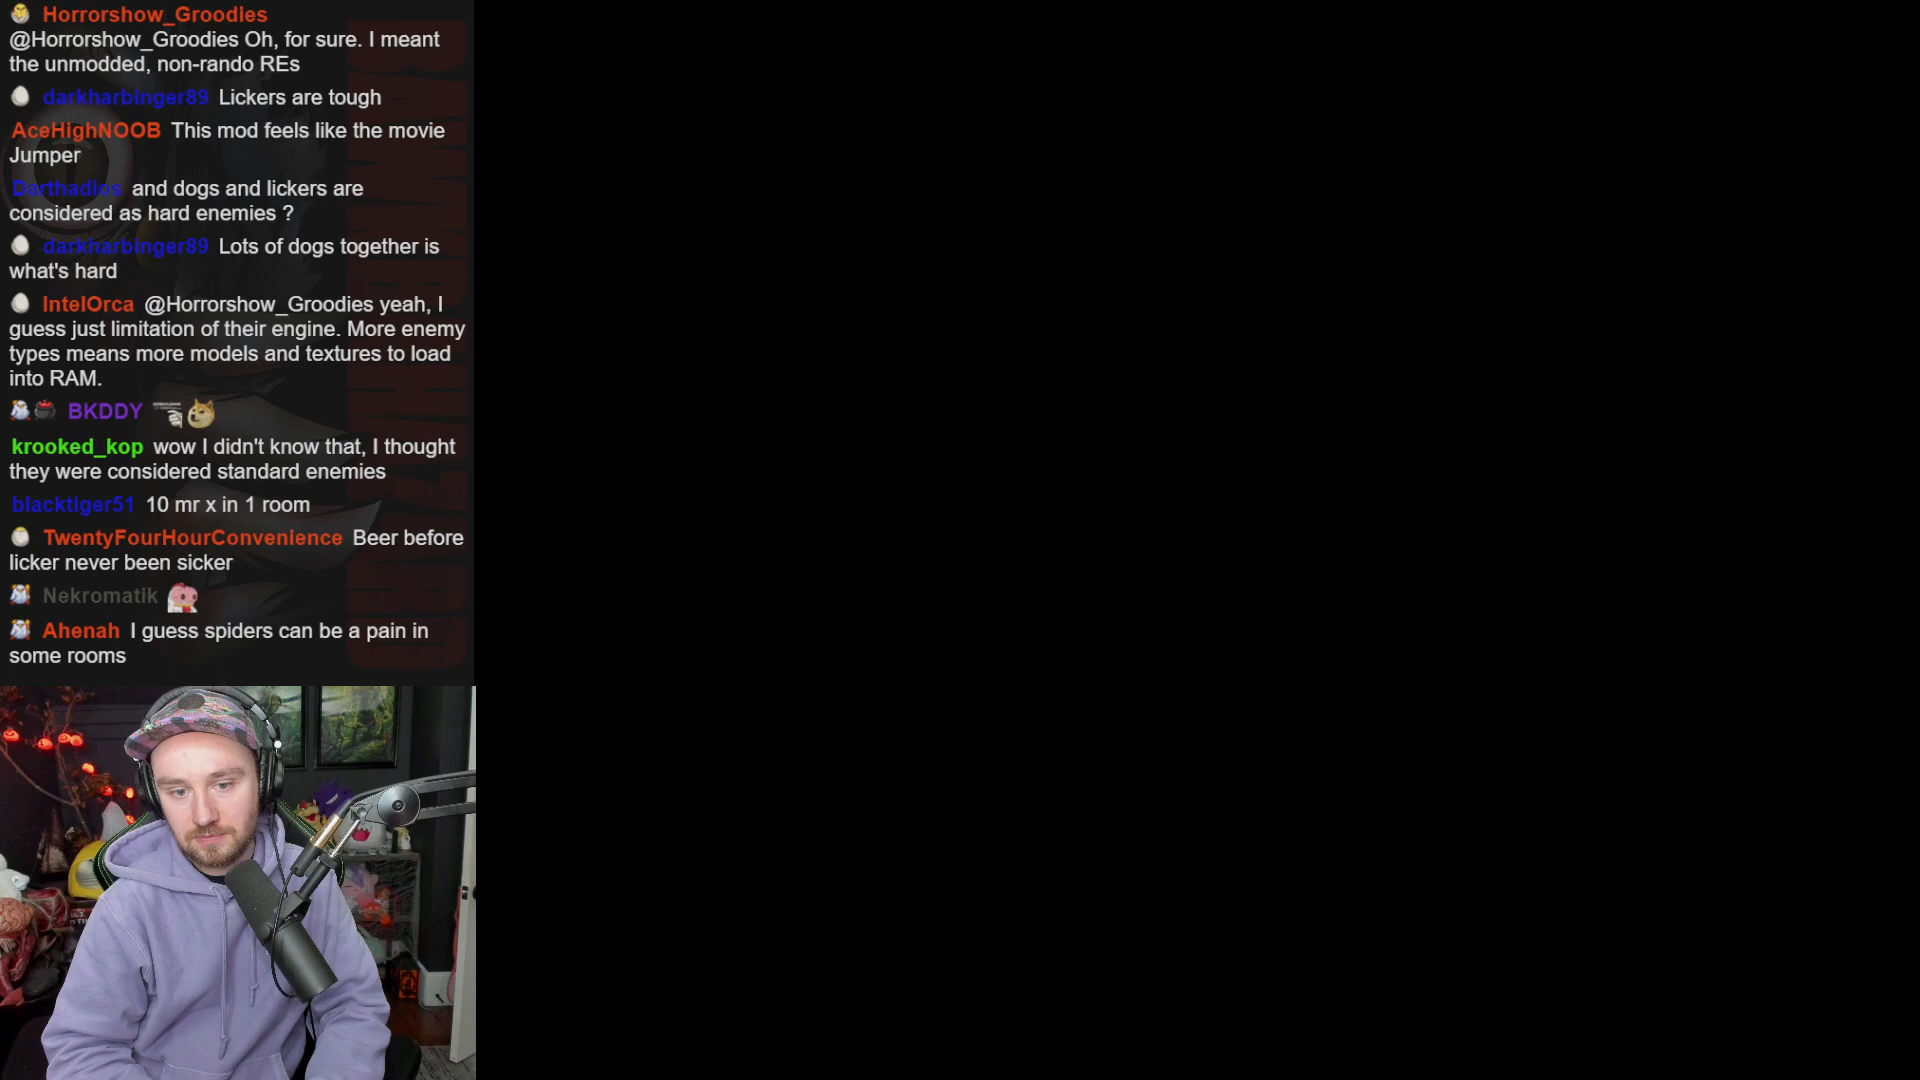 Horrorshow_Groodies
@Horrorshow_Groodies Oh, for sure. I meant
the unmodded, non-rando REs
darkharbinger89 Lickers are tough
AceHighNOOB This mod feels like the movie
Jumper
Darthadios and dogs and lickers are
considered as hard enemies ?
darkharbinger89 Lots of dogs together is
what's hard
IntelOrca @Horrorshow_Groodies yeah, I
guess just limitation of their engine. More enemy
types means more models and textures to load
into RAM.
BKDDY
krooked_kop wow I didn't know that, I thought
they were considered standard enemies
blacktiger51 10 mr x in 1 room
TwentyFourHourConvenience Beer before
licker never been sicker
Nekromatik
Ahenah I guess spiders can be a pain in
some rooms